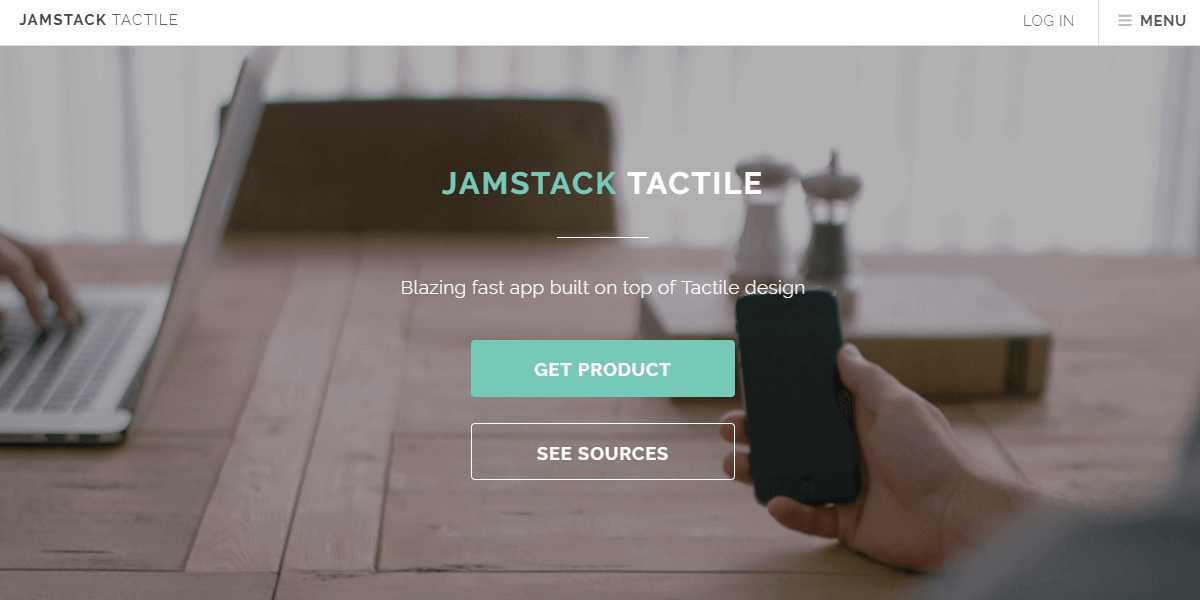 JAMSTACK TACTILE
LOG IN
MENU
JAMSTACK TACTILE
Blazing fast app built on top of Tactile design
GET PRODUCT
SEE SOURCES